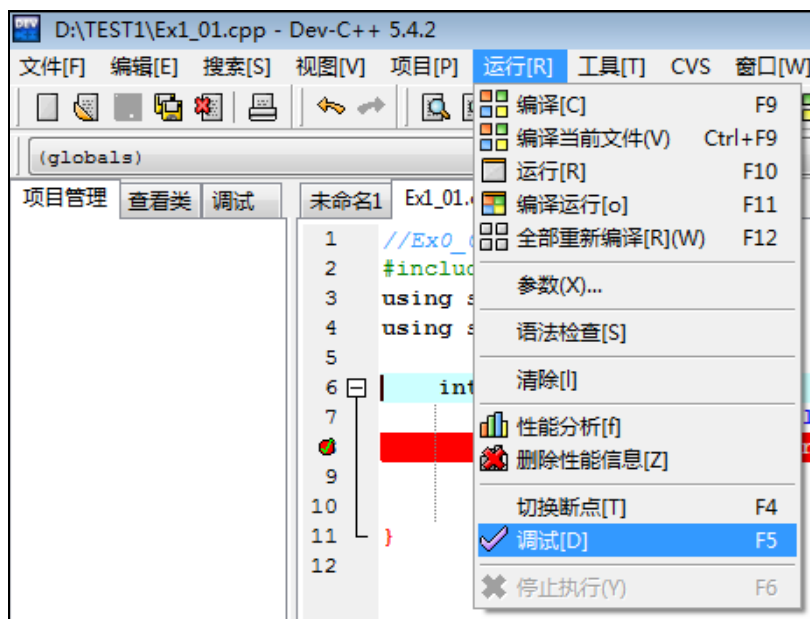 D:\TEST1\Ex1_01.cpp - Dev-C++ 5.4.2
文件[F] 编辑[E] 搜索[S] 视图[V] 项目[P] 运行[R] 工具[T] CVS 窗口[W]
(globals)
项目管理 查看类 调试
未命名1 Ex1_01.
编译[C] F9
编译当前文件(V) Ctrl+F9
运行[R] F10
编译运行[o] F11
全部重新编译[R](W) F12
参数(X)...
语法检查[S]
清除[l]
性能分析[f]
删除性能信息[Z]
切换断点[T] F4
调试[D] F5
停止执行(Y) F6
1 //Ex0_
2 #includ
3 using s
4 using s
5
6 int
7
8
9
10
11 }
12